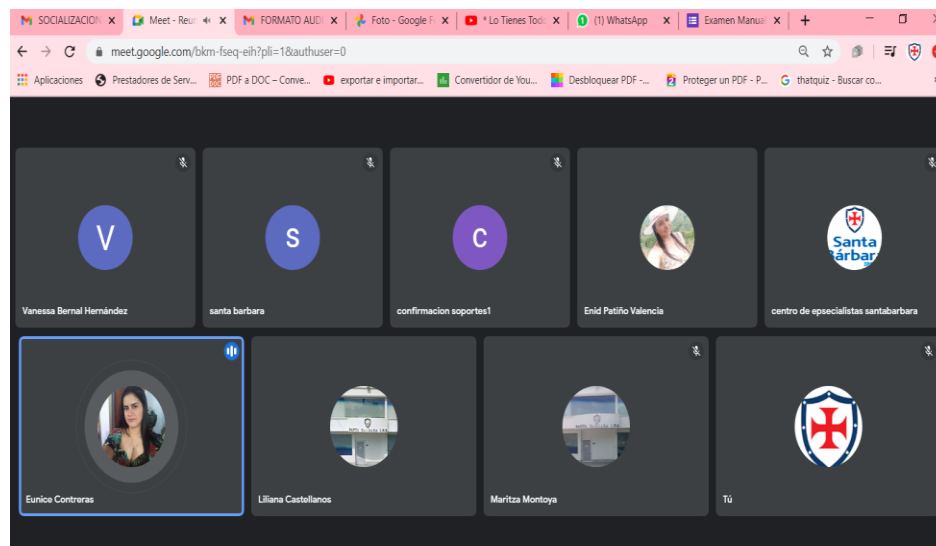 SOCIALIZACION
Meet - Reun
FORMATO AUD
Foto - Google F
* Lo Tienes Tod
(1) WhatsApp
Examen Manual
meet.google.com/bkm-fseq-eih?pli=1&authuser=0
Aplicaciones
Prestadores de Serv...
PDF a DOC – Conve...
exportar e importar...
Convertidor de You...
Desbloquear PDF -...
Proteger un PDF - P...
thatquiz - Buscar co...
V
Vanessa Bernal Hernández
S
santa barbara
C
confirmacion soportes1
Enid Patiño Valencia
Santa
Bárbar
centro de epsecialistas santabarbara
Eunice Contreras
Liliana Castellanos
Maritza Montoya
Tú